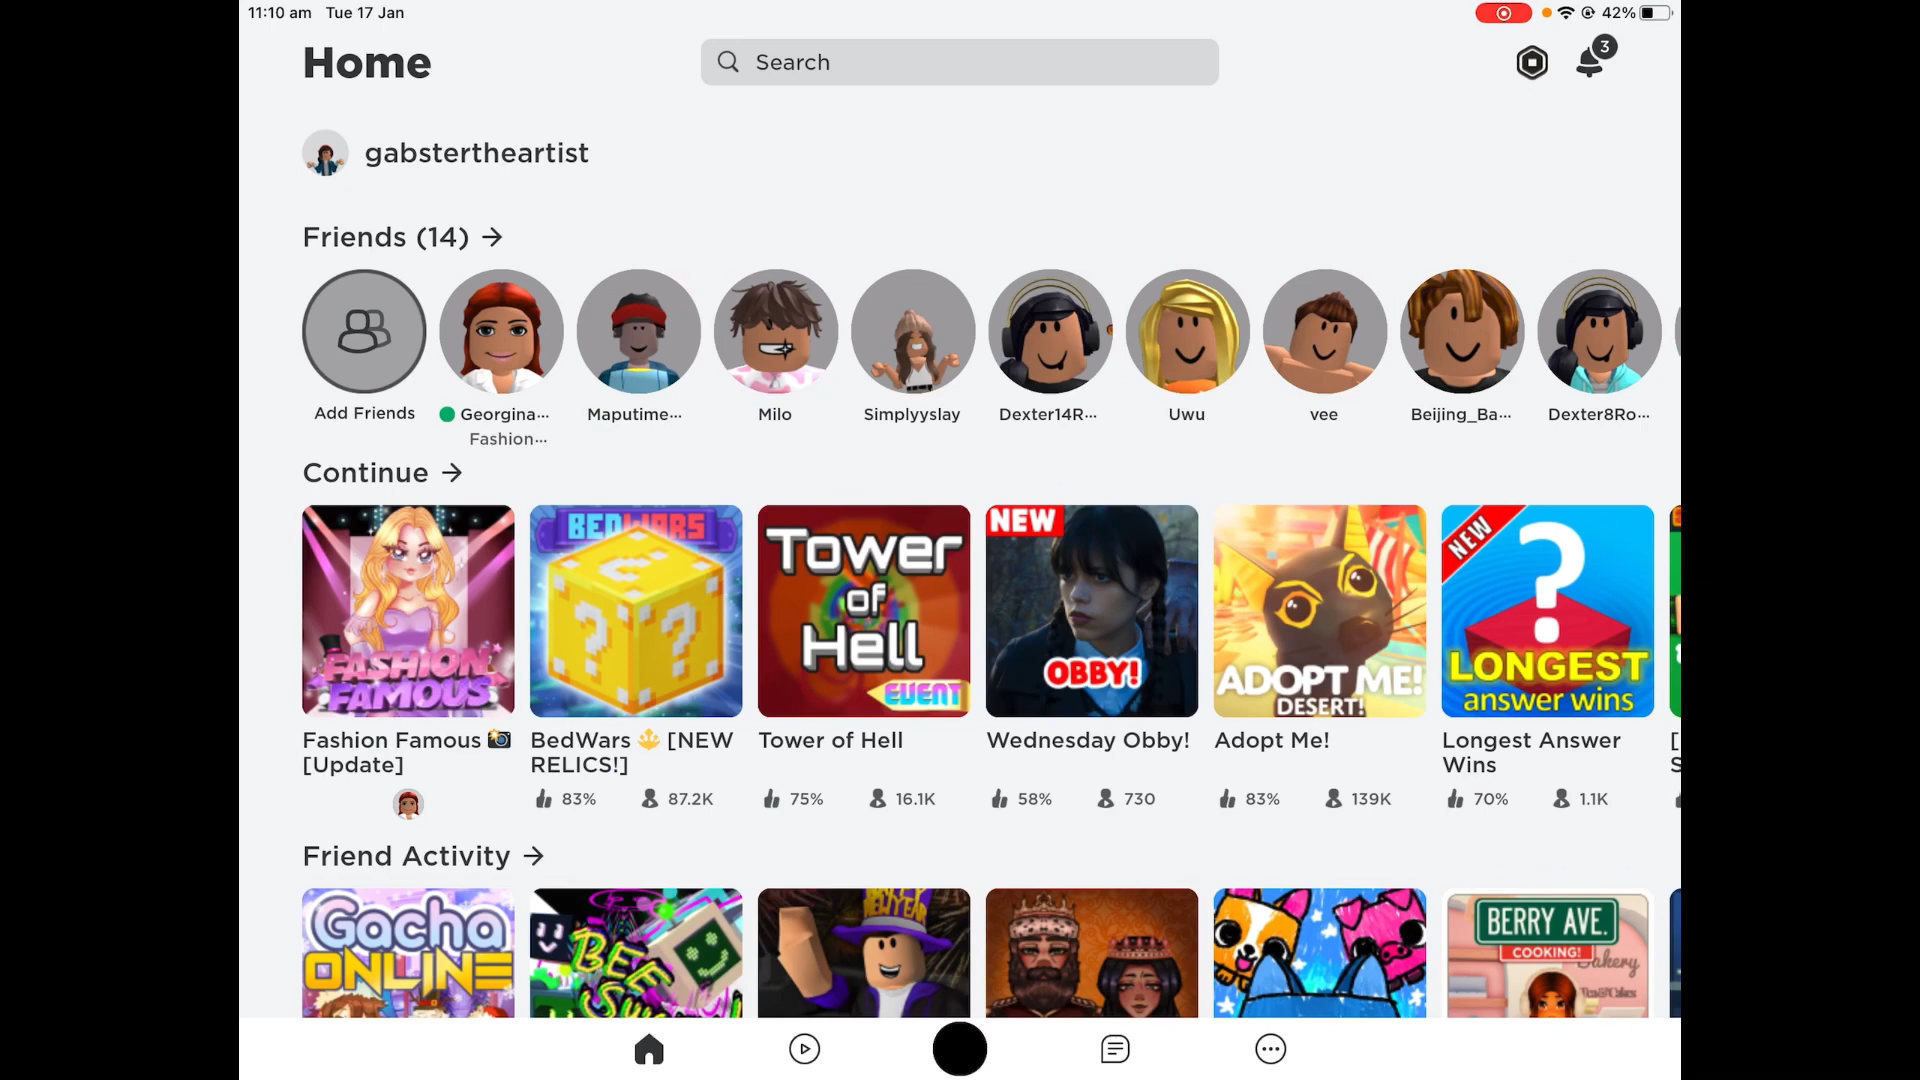 11:10 am Tue 17 Jan
42%
Home
Search
3
gabstertheartist
Friends (14)
Add Friends
Georgina...
Maputime...
Milo
Simplyyslay
Dexter14R...
Uwu
vee
Beijing_Ba...
Dexter8Ro...
Fashion...
Continue
FASHION
FAMOUS
BEDWARS
Tower
of
Hell
EVENT
NEW
OBBY!
ADOPT ME!
DESERT!
NEW
LONGEST
answer wins
Fashion Famous 📸
[Update]
BedWars 🔱 [NEW
RELICS!]
Tower of Hell
Wednesday Obby!
Adopt Me!
Longest Answer
Wins
[
S
83%
87.2K
75%
16.1K
58%
730
83%
139K
70%
1.1K
Friend Activity
Gacha
ONLINE
BEE
BERRY AVE.
COOKING!
Bakery